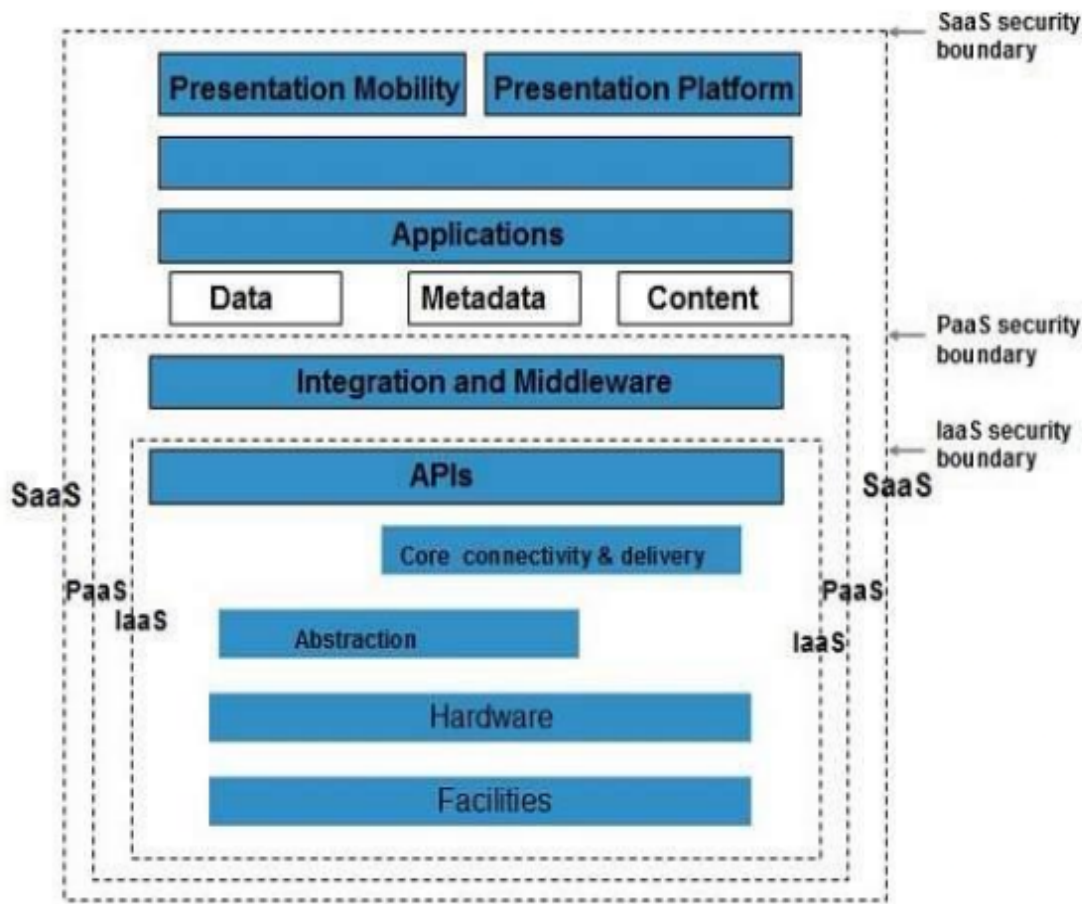 SaaS security
boundary
Presentation Mobility
Presentation Platform
Applications
Data
Metadata
Content
PaaS security
boundary
Integration and Middleware
IaaS security
boundary
APIs
SaaS
SaaS
Core connectivity & delivery
PaaS
PaaS
IaaS
IaaS
Abstraction
Hardware
Facilities